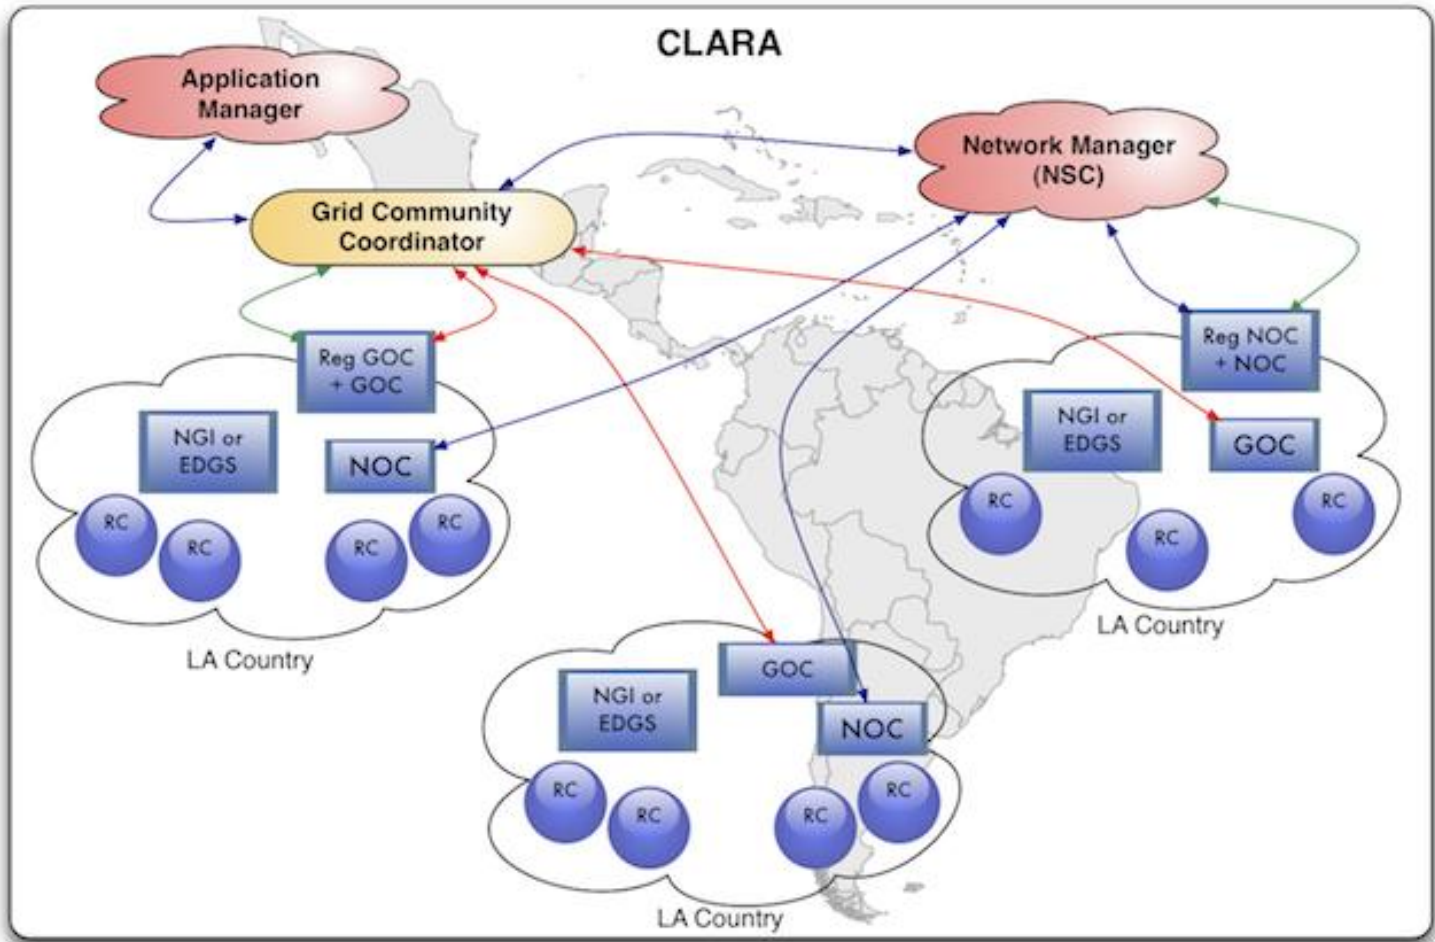 CLARA
Application
Manager
Network Manager
(NSC)
Grid Community
Coordinator
Reg GOC
+ GOC
NGI or
EDGS
NOC
RC
RC
RC
RC
LA Country
Reg NOC
+ NOC
NGI or
EDGS
GOC
RC
RC
RC
LA Country
GOC
NGI or
EDGS
NOC
RC
RC
RC
RC
LA Country